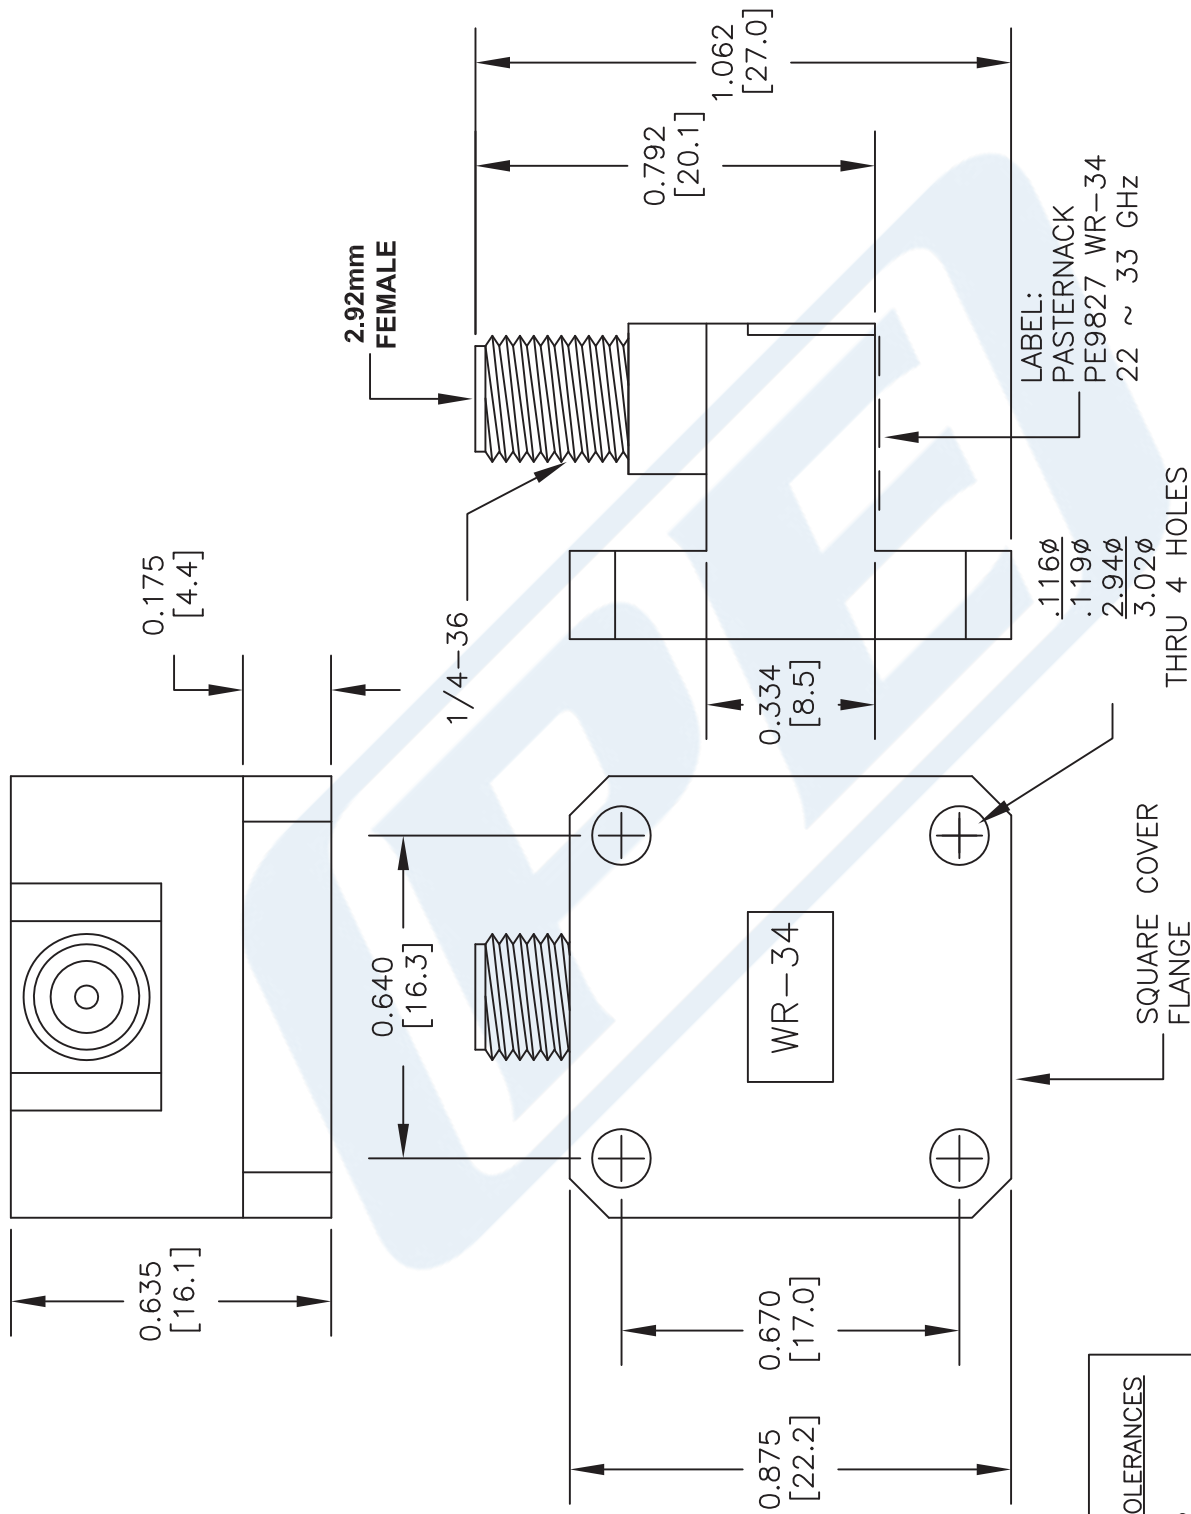 0.635
[16.1]
0.175
[4.4]
2.92mm
FEMALE
1/4-36
0.792
[20.1]
1.062
[27.0]
0.640
[16.3]
0.334
[8.5]
LABEL:
PASTERNACK
PE9827 WR-34
22 ~ 33 GHz
.116ø
.119ø
2.94ø
3.02ø
THRU 4 HOLES
WR-34
SQUARE COVER
FLANGE
0.670
[17.0]
0.875
[22.2]
OLERANCES
PE